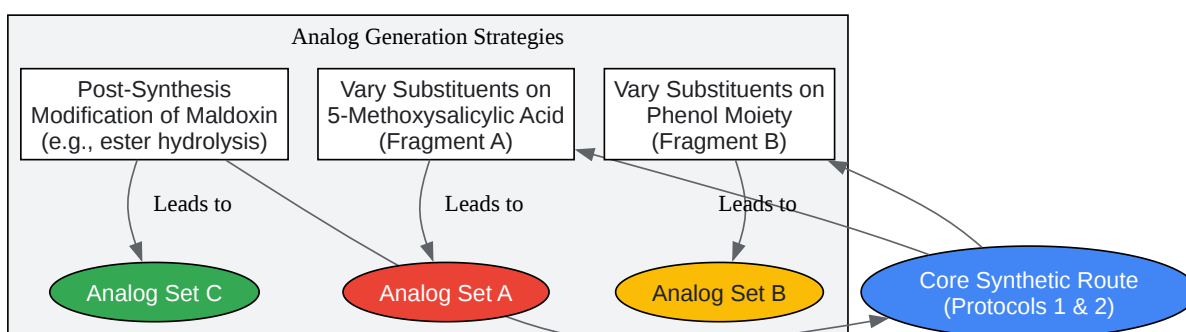 Analog Generation Strategies
Post-Synthesis
Modification of Maldoxin
(e.g., ester hydrolysis)
Vary Substituents on
5-Methoxysalicylic Acid
(Fragment A)
Vary Substituents on
Phenol Moiety
(Fragment B)
Leads to
Leads to
Leads to
Analog Set C
Analog Set A
Analog Set B
Core Synthetic Route
(Protocols 1 & 2)